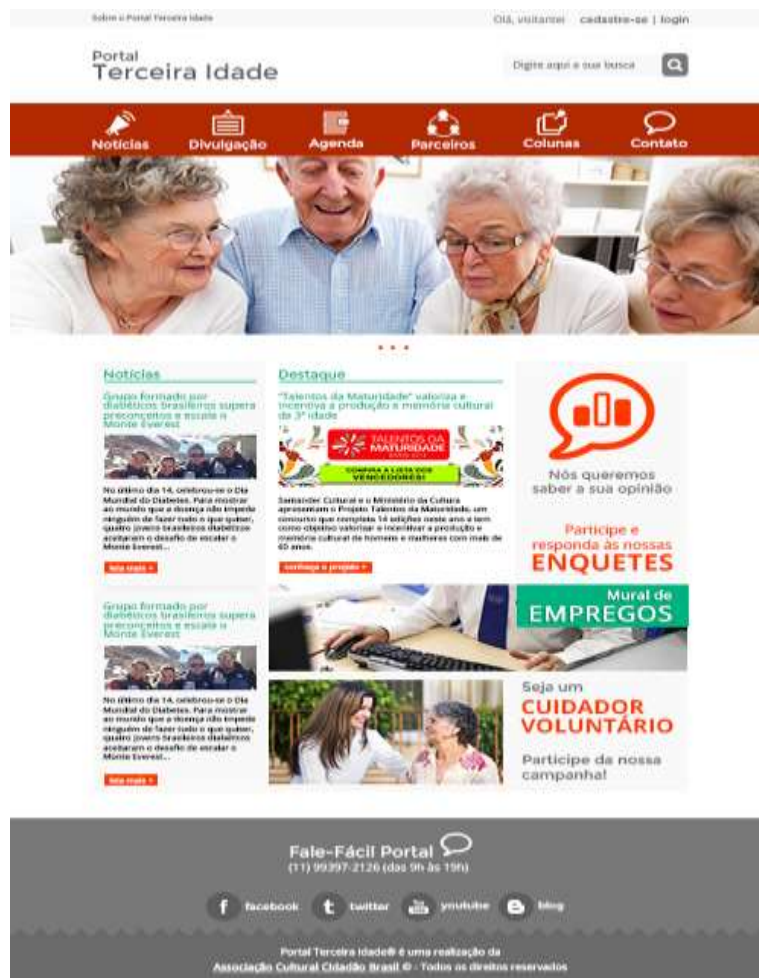 Sobre o Portal Terceira Idade
Olá, visitante! cadastre-se | login
Portal
Terceira Idade
Digite aqui a sua busca
Notícias Divulgação Agenda Parceiros Colunas Contato
Notícias
Grupo formado por
diabéticos brasileiros supera
preconceitos e escala o
Monte Everest
No último dia 14, celebrou-se o Dia
Mundial do Diabetes. Para mostrar
ao mundo que a doença não impede
ninguém de fazer tudo o que quiser,
quatro jovens brasileiros diabéticos
aceitaram o desafio de escalar o
Monte Everest...
leia mais +
Grupo formado por
diabéticos brasileiros supera
preconceitos e escala o
Monte Everest
No último dia 14, celebrou-se o Dia
Mundial do Diabetes. Para mostrar
ao mundo que a doença não impede
ninguém de fazer tudo o que quiser,
quatro jovens brasileiros diabéticos
aceitaram o desafio de escalar o
Monte Everest...
leia mais +
Destaque
"Talentos da Maturidade" valoriza e
incentiva a produção e memória cultural
da 3ª idade
TALENTOS DA
MATURIDADE
CONFIRA A LISTA DOS
VENCEDORES!
Santander Cultural e o Ministério da Cultura
apresentam o Projeto Talentos da Maturidade, um
concurso que completa 14 edições neste ano e tem
como objetivo valorizar e incentivar a produção e
memória cultural de homens e mulheres com mais de
60 anos.
conheça o projeto +
Nós queremos
saber a sua opinião
Participe e
responda às nossas
ENQUETES
Mural de
EMPREGOS
Seja um
CUIDADOR
VOLUNTÁRIO
Participe da nossa
campanha!
Fale-Fácil Portal
(11) 99397-2126 (das 9h às 19h)
f facebook t twitter You Tube youtube B blog
Portal Terceira Idade® é uma realização da
Associação Cultural Cidadão Brasil © - Todos os direitos reservados